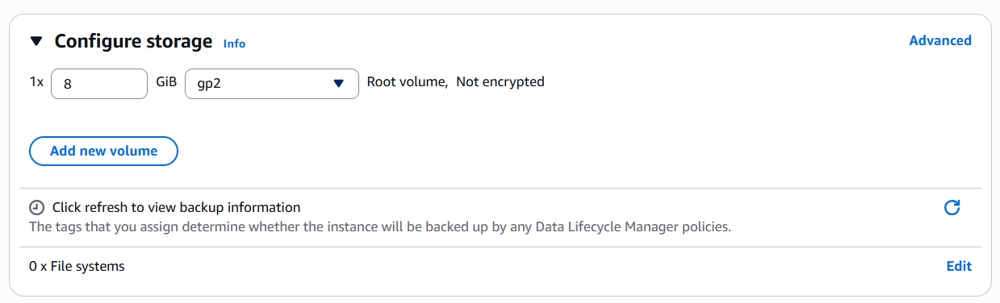 Configure storage Info Advanced
1x 8 GiB gp2 Root volume, Not encrypted
Add new volume
Click refresh to view backup information
The tags that you assign determine whether the instance will be backed up by any Data Lifecycle Manager policies.
0 x File systems Edit